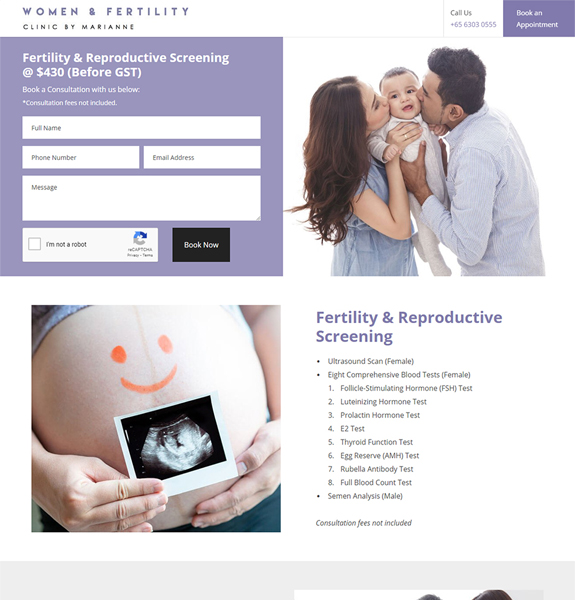 WOMEN & FERTILITY
CLINIC BY MARIANNE
Call Us
+65 6303 0555
Book an
Appointment
Fertility & Reproductive Screening
@ $430 (Before GST)
Book a Consultation with us below:
*Consultation fees not included.
Full Name
Phone Number
Email Address
Message
I'm not a robot
reCAPTCHA
Privacy - Terms
Book Now
Fertility & Reproductive
Screening
• Ultrasound Scan (Female)
• Eight Comprehensive Blood Tests (Female)
1. Follicle-Stimulating Hormone (FSH) Test
2. Luteinizing Hormone Test
3. Prolactin Hormone Test
4. E2 Test
5. Thyroid Function Test
6. Egg Reserve (AMH) Test
7. Rubella Antibody Test
8. Full Blood Count Test
• Semen Analysis (Male)
Consultation fees not included